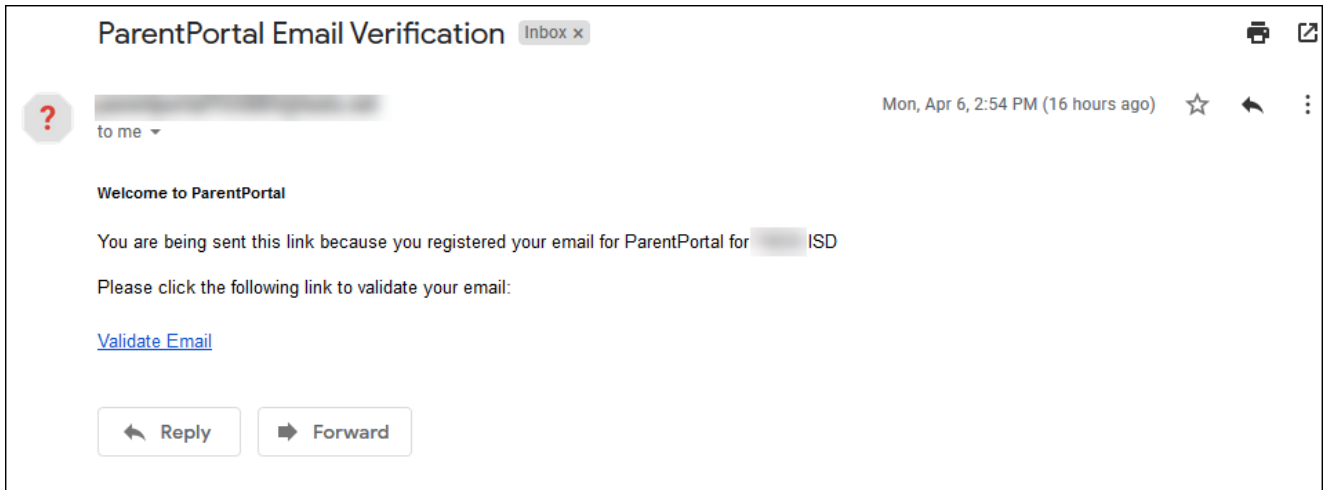 ParentPortal Email Verification Inbox ×
?
Mon, Apr 6, 2:54 PM (16 hours ago)
to me
Welcome to ParentPortal
You are being sent this link because you registered your email for ParentPortal for ISD
Please click the following link to validate your email:
Validate Email
Reply Forward